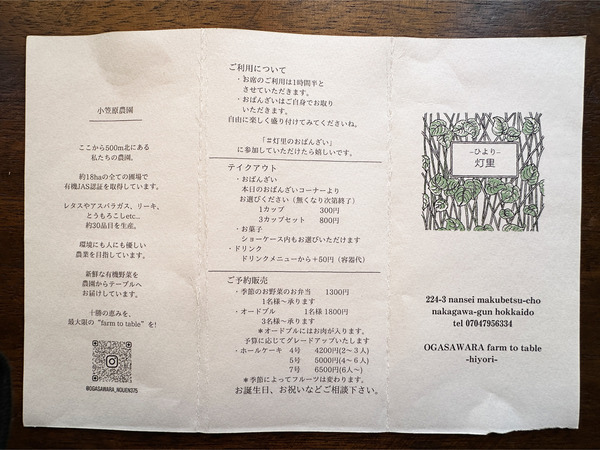 小笠原農園
ここから500m北にある
私たちの農園。
約18haの全ての圃場で
有機JAS認証を取得しています。
レタスやアスパラガス、リーキ、
とうもろこしetc...
約30品目を生産。
環境にも人にも優しい
農業を目指しています。
新鮮な有機野菜を
農園からテーブルへ
お届けしています。
十勝の恵みを、
最大限の"farm to table"を!
@OGASAWARA_NOUEN375
ご利用について
・お席のご利用は1時間半と
させていただきます。
・おばんざいはご自身でお取り
いただきます。
自由に楽しく盛り付けてみてくださいね。
灯里のおばんざい」
に参加していただけたら嬉しいです。
テイクアウト
・おばんざい
本日のおばんざいコーナーより
お選びください（無くなり次第終了）
1カップ 300円
3カップセット 800円
・お菓子
ショーケース内もお選びいただけます
・ドリンク
ドリンクメニューから＋50円（容器代）
ご予約販売
・季節のお野菜のお弁当 1300円
1名様〜承ります
・オードブル 1名様 1800円
3名様〜承ります
＊オードブルにはお肉が入ります。
予算に応じてグレードアップいたします
・ホールケーキ 4号 4200円(2〜3人)
5号 5000円(4〜6人)
7号 6500円(6人〜)
＊季節によってフルーツは変わります。
お誕生日、お祝いなどご相談下さい。
-ひより-
灯里
224-3 nansei makubetsu-cho
nakagawa-gun hokkaido
tel 07047956334
OGASAWARA farm to table
-hiyori-